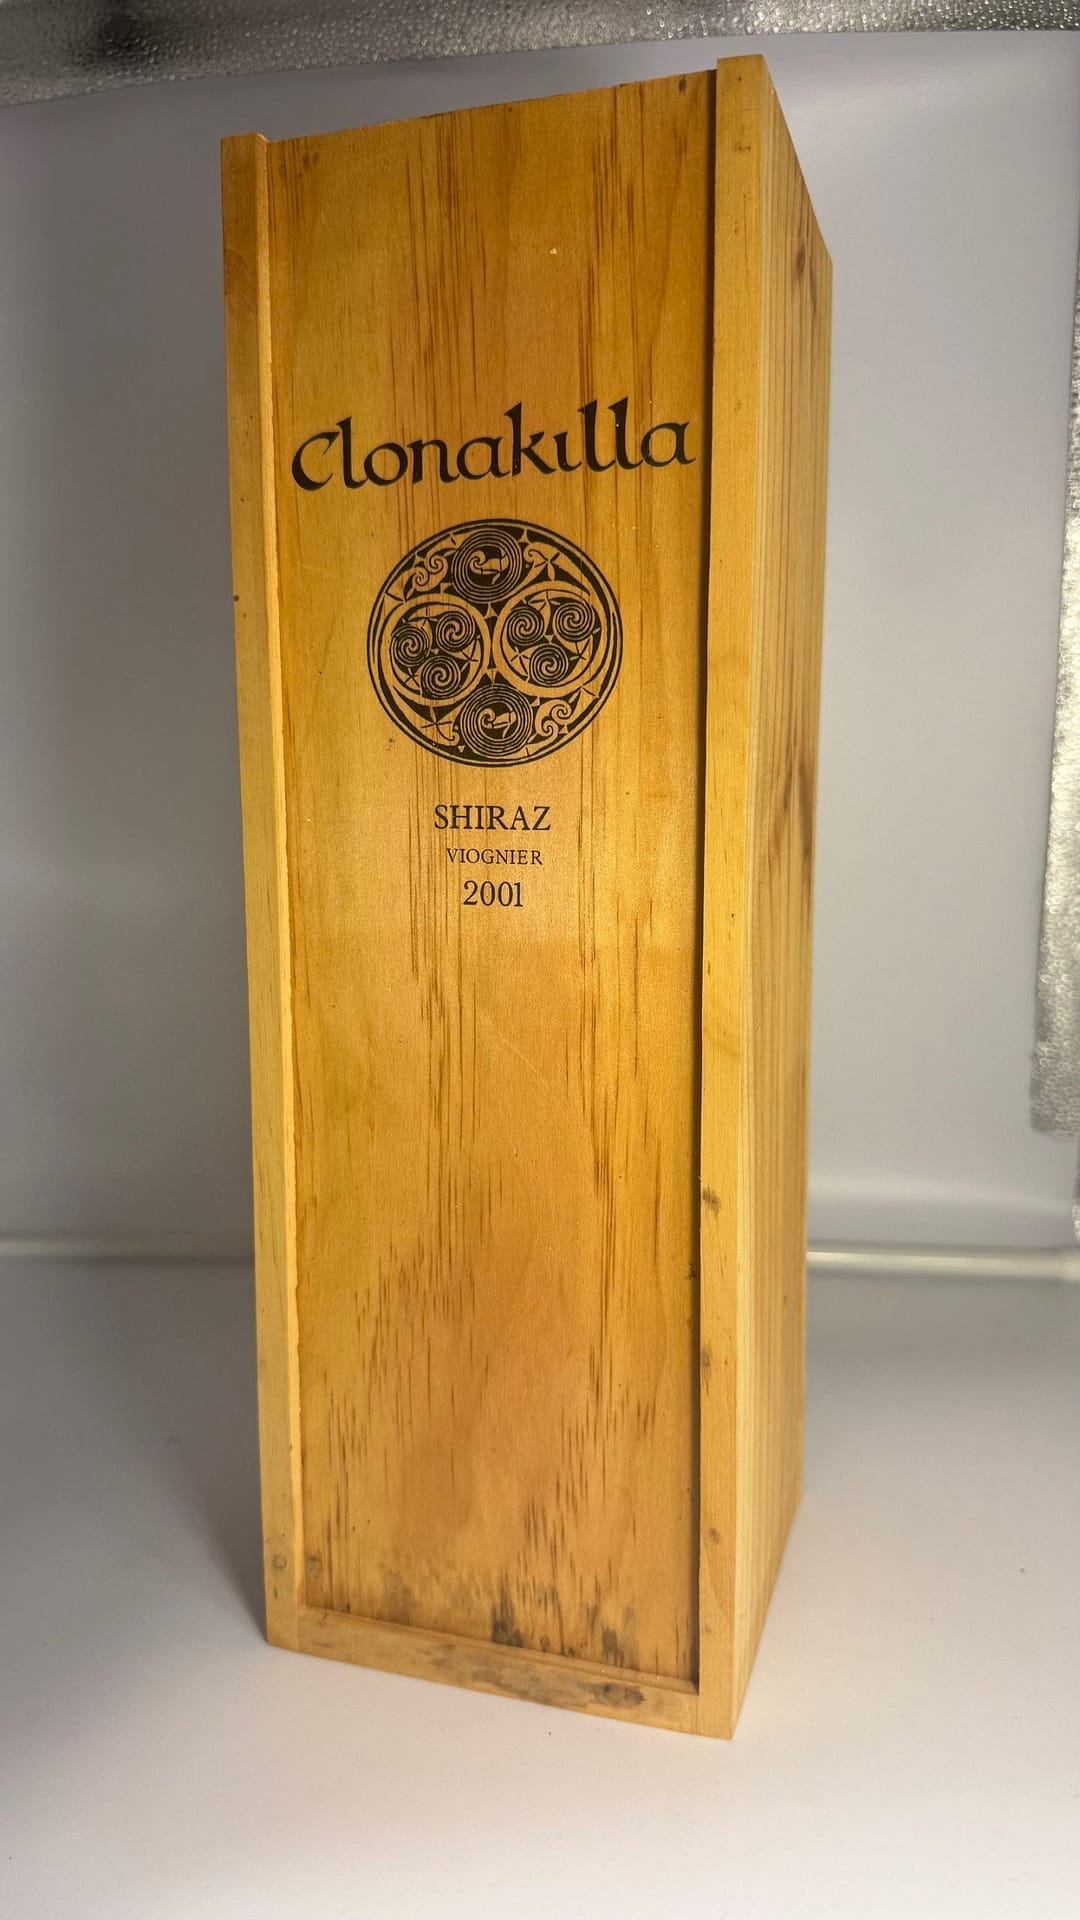 Clonakilla
SHIRAZ
VIOGNIER
2001